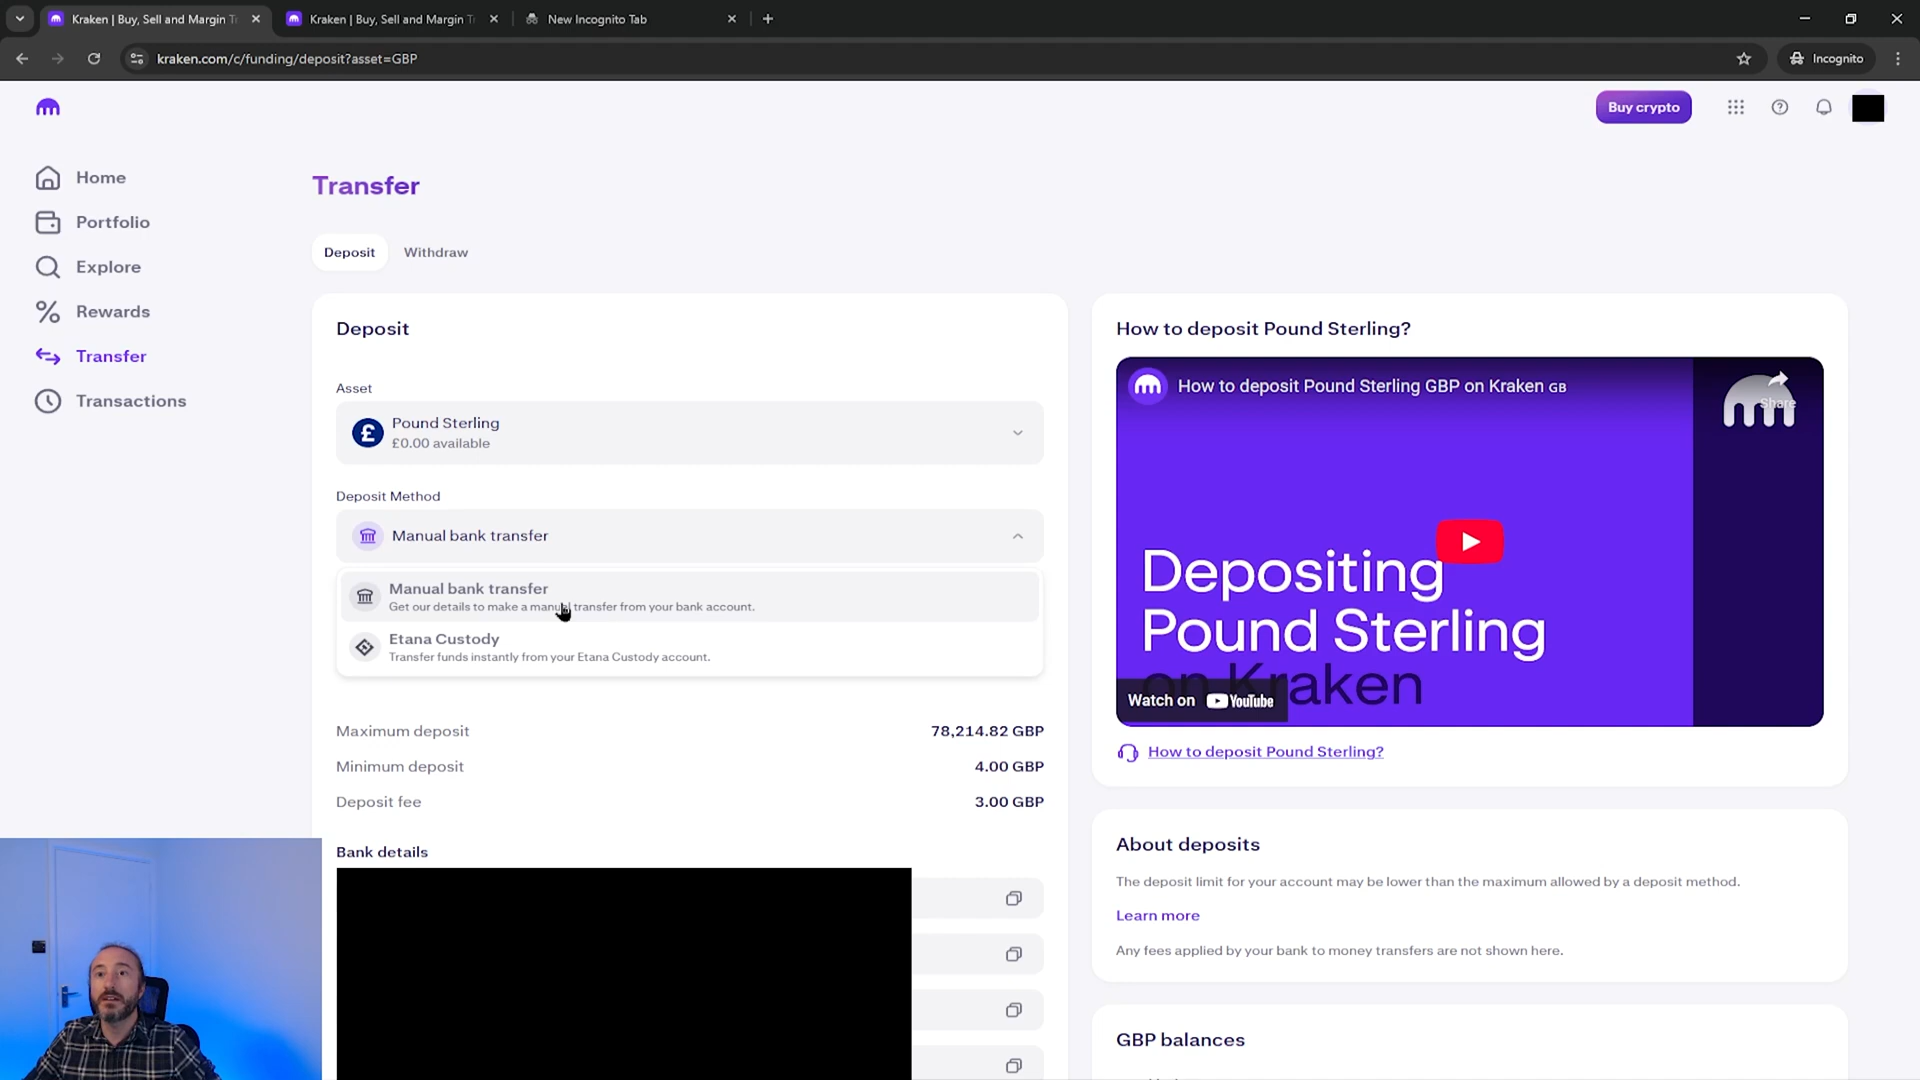 Kraken | Buy, Sell and Margin T
Kraken | Buy, Sell and Margin T
New Incognito Tab
kraken.com/c/funding/deposit?asset=GBP
Incognito
Buy crypto
Home
Portfolio
Explore
Rewards
Transfer
Transactions
Transfer
Deposit
Withdraw
Deposit
Asset
Pound Sterling
£0.00 available
Deposit Method
Manual bank transfer
Manual bank transfer
Get our details to make a manual transfer from your bank account.
Etana Custody
Transfer funds instantly from your Etana Custody account.
Maximum deposit
78,214.82 GBP
Minimum deposit
4.00 GBP
Deposit fee
3.00 GBP
Bank details
How to deposit Pound Sterling?
How to deposit Pound Sterling GBP on Kraken GB
Share
Depositing
Pound Sterling
on Kraken
Watch on YouTube
How to deposit Pound Sterling?
About deposits
The deposit limit for your account may be lower than the maximum allowed by a deposit method.
Learn more
Any fees applied by your bank to money transfers are not shown here.
GBP balances